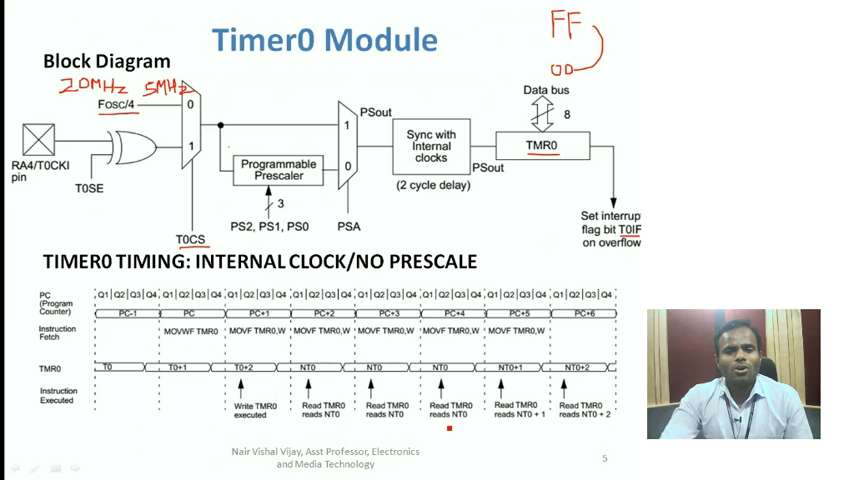 Timer0 Module
FF
00
Block Diagram
20MHz 5MHz
Fosc/4
0
1
RA4/T0CKI
pin
T0SE
T0CS
Programmable
Prescaler
3
PS2, PS1, PS0
1
0
PSA
PSout
Sync with
Internal
clocks
(2 cycle delay)
PSout
Data bus
8
TMR0
Set interrup
flag bit T0IF
on overflow
TIMER0 TIMING: INTERNAL CLOCK/NO PRESCALE
PC
(Program
Counter)
Q1 Q2 Q3 Q4 Q1 Q2 Q3 Q4 Q1 Q2 Q3 Q4 Q1 Q2 Q3 Q4 Q1 Q2 Q3 Q4 Q1 Q2 Q3 Q4 Q1 Q2 Q3 Q4 Q1 Q2 Q3 Q4
PC-1 PC PC+1 PC+2 PC+3 PC+4 PC+5 PC+6
Instruction
Fetch
MOVWF TMR0 MOVF TMR0,W MOVF TMR0,W MOVF TMR0,W MOVF TMR0,W MOVF TMR0,W
TMR0
T0 T0+1 T0+2 NT0 NT0 NT0 NT0+1 NT0+2
Instruction
Executed
Write TMR0
executed
Read TMR0
reads NT0
Read TMR0
reads NT0
Read TMR0
reads NT0
Read TMR0
reads NT0 + 1
Read TMR0
reads NT0 + 2
Nair Vishal Vijay, Asst Professor, Electronics
and Media Technology
5